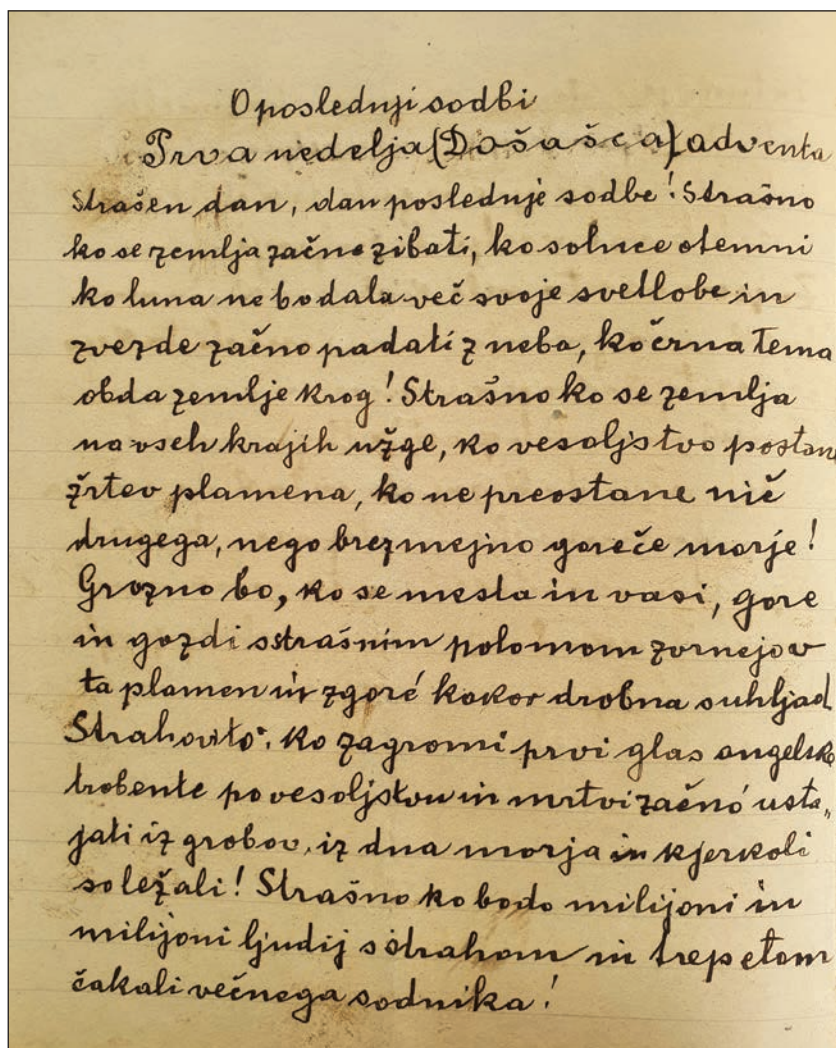 O poslednji sodbi
Prva nedelja (Došašća) adventa
Strašen dan, dan poslednje sodbe! Strašno
ko se zemlja začne zibati, ko solnce otemni
ko luna ne bo dala več svoje svetlobe in
zvezde začno padati z neba, ko črna tema
obda zemlje krog! Strašno ko se zemlja
na vseh krajih užge, ko vesoljstvo postane
žrtev plamena, ko ne preostane nič
drugega, nego brezmejno goreče morje!
Grozno bo, ko se mesta in vasi, gore
in gozdi sstrašnim polomom zvrnejo v
ta plamen in zgoré kakor drobna suhljad
Strahovito, ko zagromi prvi glas angelske
trobente po vesoljstvu in mrtvi začnó usta„
jati iz grobov, iz dna morja in kjerkoli
so ležali! Strašno ko bodo milijoni in
milijoni ljudij s strahom in trepetom
čakali večnega sodnika!